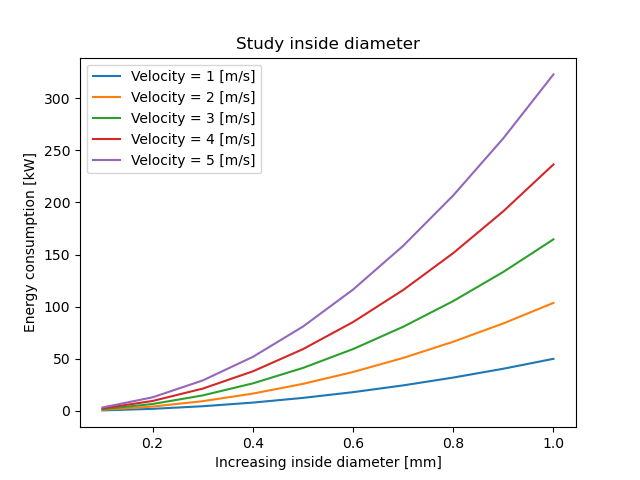 Study inside diameter
Velocity = 1 [m/s]
Velocity = 2 [m/s]
Velocity = 3 [m/s]
Velocity = 4 [m/s]
Velocity = 5 [m/s]
Energy consumption [kW]
300
250
200
150
100
50
0
0.2 0.4 0.6 0.8 1.0
Increasing inside diameter [mm]